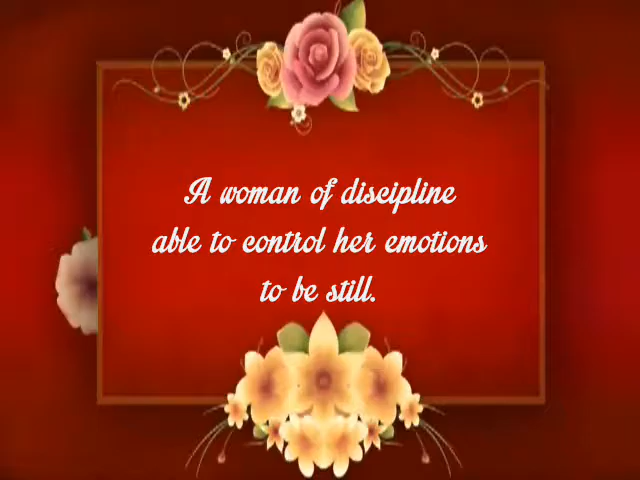 A woman of discipline
able to control her emotions
to be still.